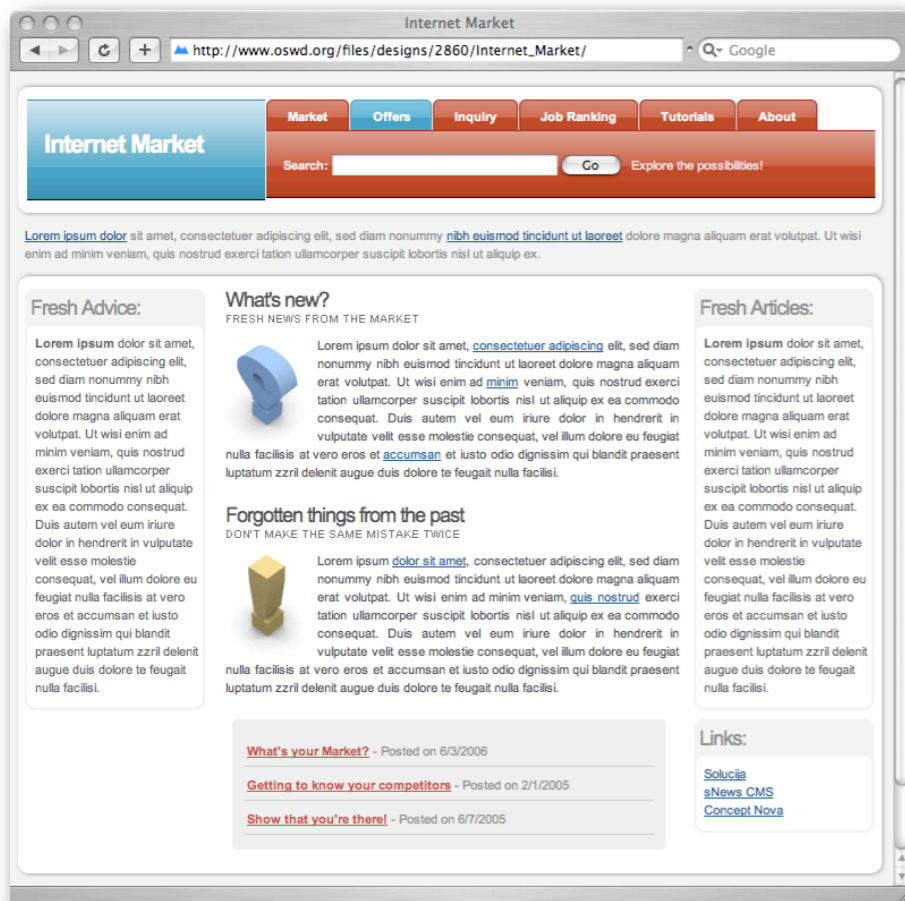 Internet Market
http://www.oswd.org/files/designs/2860/Internet_Market/
Google
Internet Market
Market
Offers
Inquiry
Job Ranking
Tutorials
About
Search:
Go
Explore the possibilities!
Lorem ipsum dolor sit amet, consectetuer adipiscing elit, sed diam nonummy nibh euismod tincidunt ut laoreet dolore magna aliquam erat volutpat. Ut wisi
enim ad minim veniam, quis nostrud exerci tation ullamcorper suscipit lobortis nisl ut aliquip ex.
Fresh Advice:
Lorem ipsum dolor sit amet,
consectetuer adipiscing elit,
sed diam nonummy nibh
euismod tincidunt ut laoreet
dolore magna aliquam erat
volutpat. Ut wisi enim ad
minim veniam, quis nostrud
exerci tation ullamcorper
suscipit lobortis nisl ut aliquip
ex ea commodo consequat.
Duis autem vel eum iriure
dolor in hendrerit in vulputate
velit esse molestie
consequat, vel illum dolore eu
feugiat nulla facilisis at vero
eros et accumsan et iusto
odio dignissim qui blandit
praesent luptatum zzril delenit
augue duis dolore te feugait
nulla facilisi.
What's new?
FRESH NEWS FROM THE MARKET
Lorem ipsum dolor sit amet, consectetuer adipiscing elit, sed diam
nonummy nibh euismod tincidunt ut laoreet dolore magna aliquam
erat volutpat. Ut wisi enim ad minim veniam, quis nostrud exerci
tation ullamcorper suscipit lobortis nisl ut aliquip ex ea commodo
consequat. Duis autem vel eum iriure dolor in hendrerit in
vulputate velit esse molestie consequat, vel illum dolore eu feugiat
nulla facilisis at vero eros et accumsan et iusto odio dignissim qui blandit praesent
luptatum zzril delenit augue duis dolore te feugait nulla facilisi.
Forgotten things from the past
DON'T MAKE THE SAME MISTAKE TWICE
Lorem ipsum dolor sit amet, consectetuer adipiscing elit, sed diam
nonummy nibh euismod tincidunt ut laoreet dolore magna aliquam
erat volutpat. Ut wisi enim ad minim veniam, quis nostrud exerci
tation ullamcorper suscipit lobortis nisl ut aliquip ex ea commodo
consequat. Duis autem vel eum iriure dolor in hendrerit in
vulputate velit esse molestie consequat, vel illum dolore eu feugiat
nulla facilisis at vero eros et accumsan et iusto odio dignissim qui blandit praesent
luptatum zzril delenit augue duis dolore te feugait nulla facilisi.
What's your Market? - Posted on 6/3/2006
Getting to know your competitors - Posted on 2/1/2005
Show that you're there! - Posted on 6/7/2005
Fresh Articles:
Lorem ipsum dolor sit amet,
consectetuer adipiscing elit,
sed diam nonummy nibh
euismod tincidunt ut laoreet
dolore magna aliquam erat
volutpat. Ut wisi enim ad
minim veniam, quis nostrud
exerci tation ullamcorper
suscipit lobortis nisl ut aliquip
ex ea commodo consequat.
Duis autem vel eum iriure
dolor in hendrerit in vulputate
velit esse molestie
consequat, vel illum dolore eu
feugiat nulla facilisis at vero
eros et accumsan et iusto
odio dignissim qui blandit
praesent luptatum zzril delenit
augue duis dolore te feugait
nulla facilisi.
Links:
Solucija
sNews CMS
Concept Nova